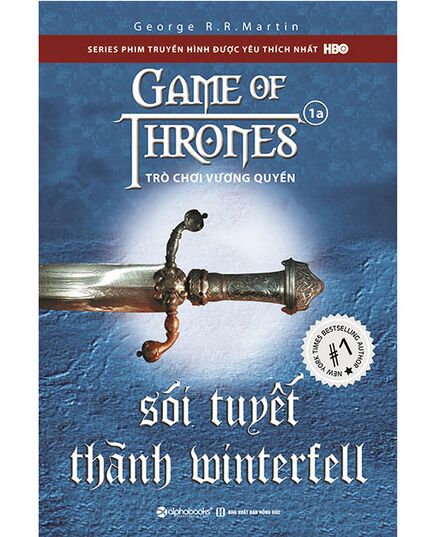 George R.R.Martin
SERIES PHIM TRUYỀN HÌNH ĐƯỢC YÊU THÍCH NHẤT HBO
GAME OF
THRONES
1a
TRÒ CHƠI VƯƠNG QUYỀN
NEW YORK TIMES BESTSELLING AUTHOR
#1
sói tuyết
thành winterfell
alphabooks
NHÀ XUẤT BẢN HỒNG ĐỨC